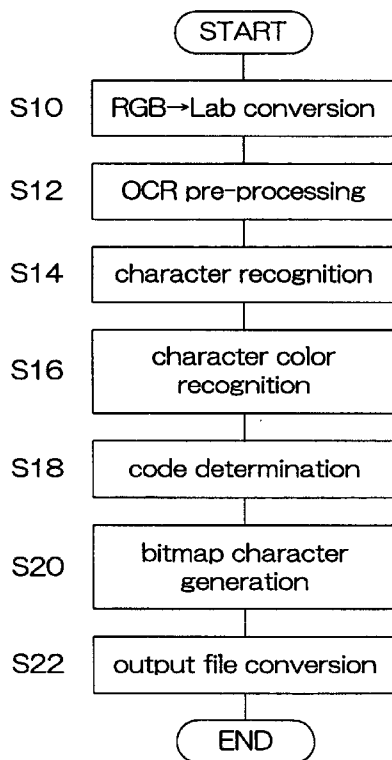 START
S10 RGB→Lab conversion
S12 OCR pre-processing
S14 character recognition
S16 character color
recognition
S18 code determination
S20 bitmap character
generation
S22 output file conversion
END